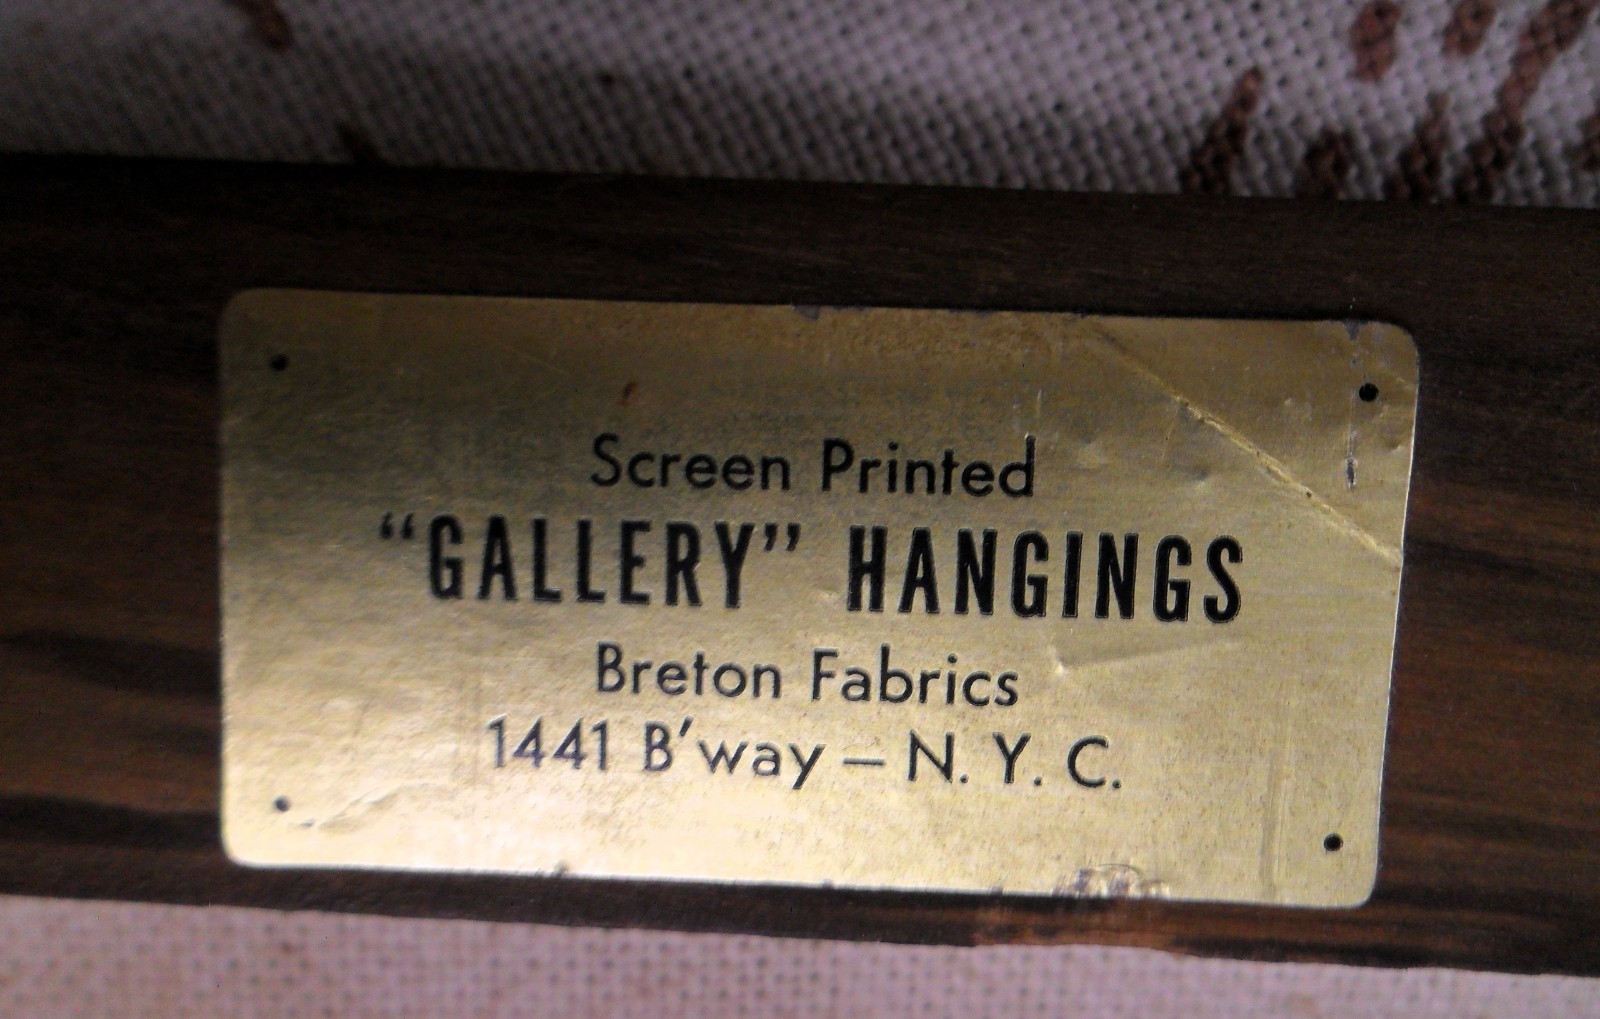 Screen Printed
“GALLERY” HANGINGS
Breton Fabrics
1441 B'way – N. Y. C.